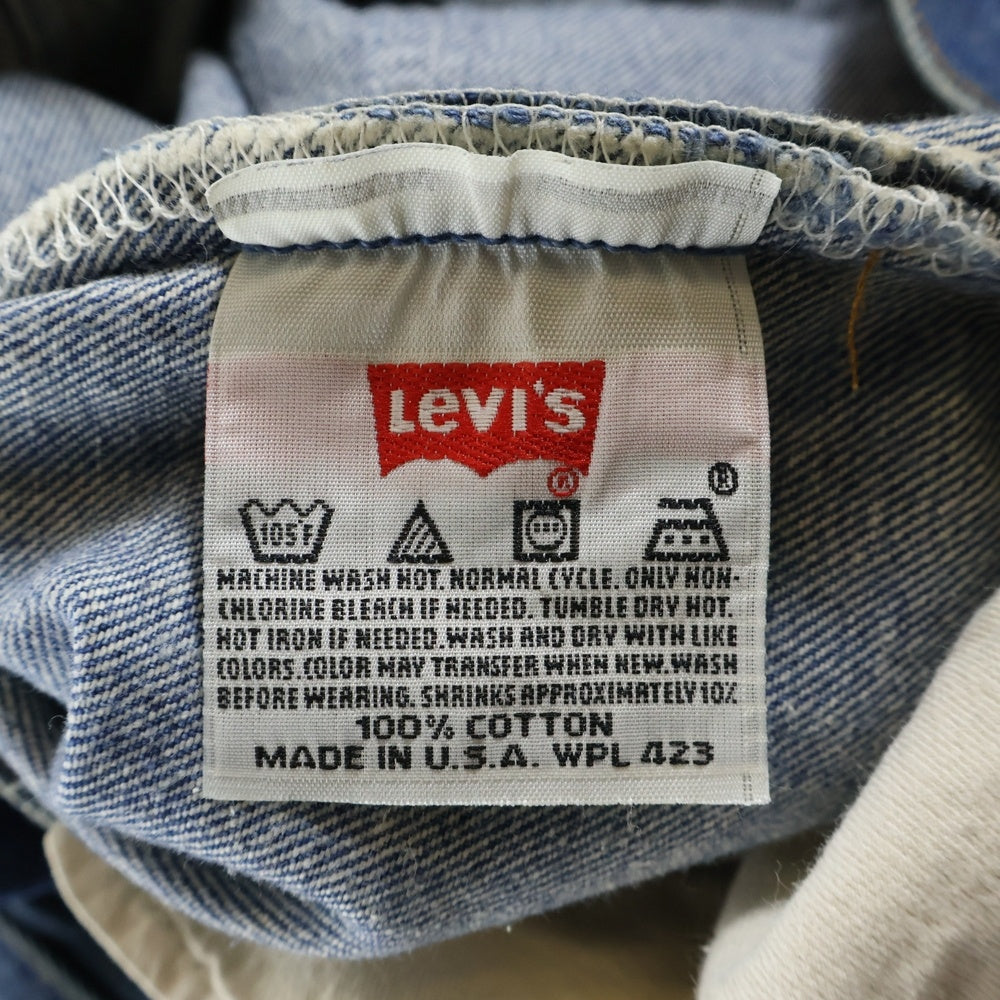 Levi's
®
®
105°F
MACHINE WASH HOT. NORMAL CYCLE. ONLY NON-
CHLORINE BLEACH IF NEEDED. TUMBLE DRY HOT.
HOT IRON IF NEEDED. WASH AND DRY WITH LIKE
COLORS. COLOR MAY TRANSFER WHEN NEW. WASH
BEFORE WEARING. SHRINKS APPROXIMATELY 10%
100% COTTON
MADE IN U.S.A. WPL 423